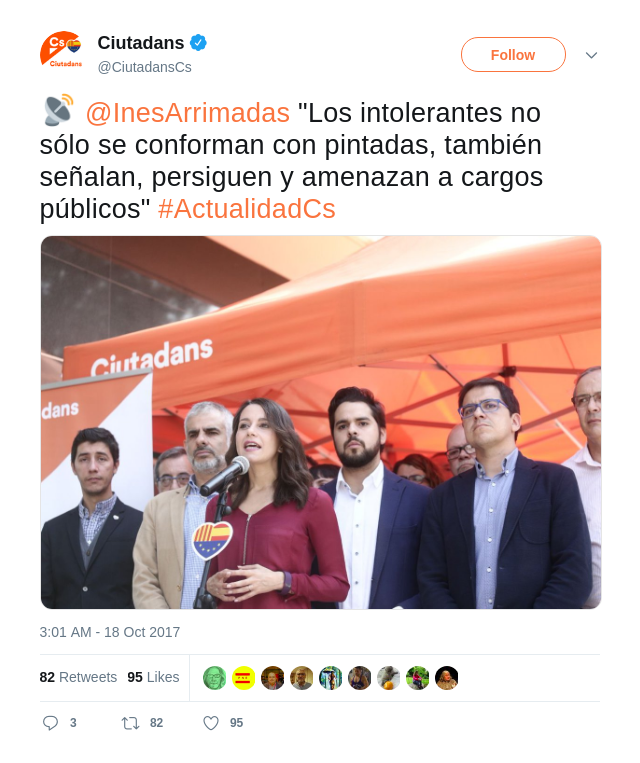 Cs
Ciutadans
Ciutadans
@CiutadansCs
Follow
@InesArrimadas "Los intolerantes no
sólo se conforman con pintadas, también
señalan, persiguen y amenazan a cargos
públicos" #ActualidadCs
Ciutadans
dans
3:01 AM - 18 Oct 2017
82 Retweets 95 Likes
3 82 95